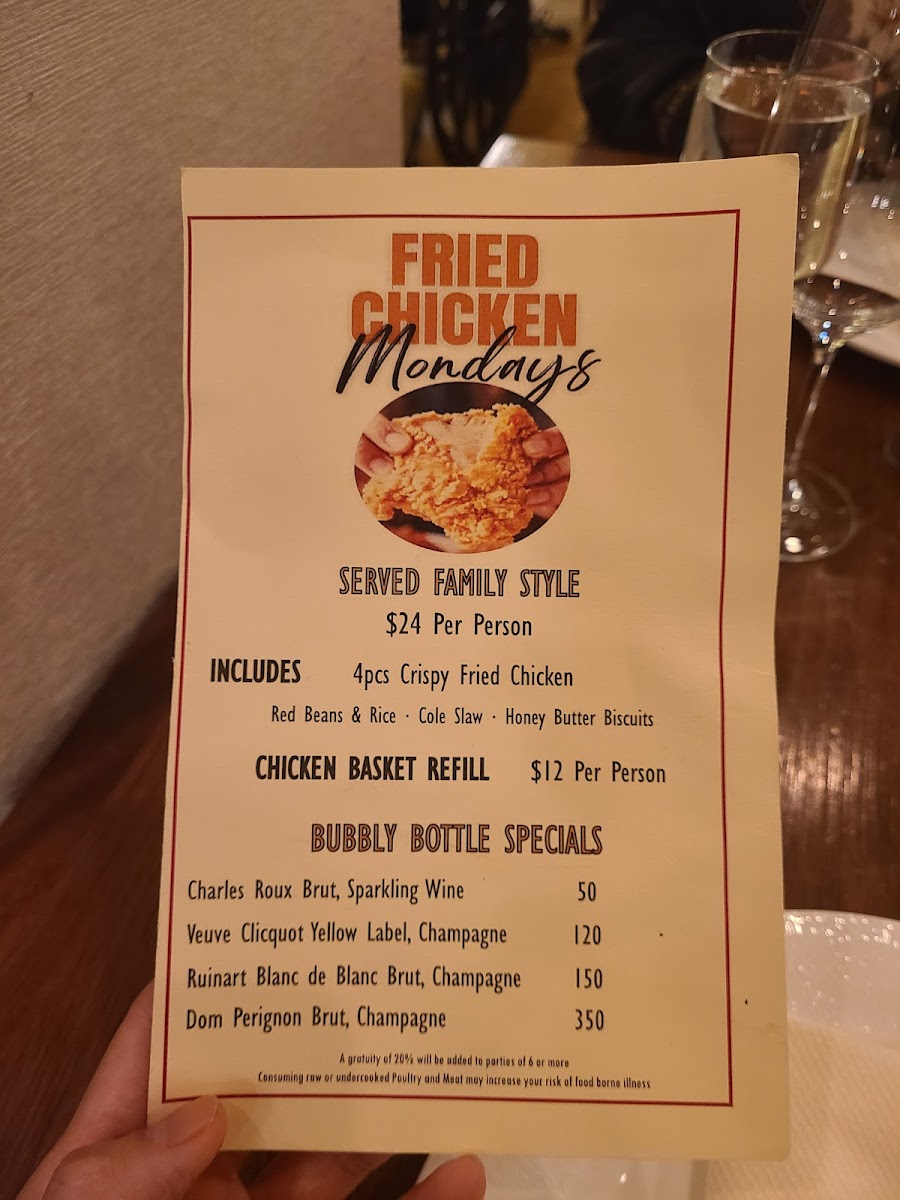 FRIED
CHICKEN
Mondays
SERVED FAMILY STYLE
$24 Per Person
INCLUDES 4pcs Crispy Fried Chicken
Red Beans & Rice · Cole Slaw · Honey Butter Biscuits
CHICKEN BASKET REFILL $12 Per Person
BUBBLY BOTTLE SPECIALS
Charles Roux Brut, Sparkling Wine 50
Veuve Clicquot Yellow Label, Champagne 120
Ruinart Blanc de Blanc Brut, Champagne 150
Dom Perignon Brut, Champagne 350
A gratuity of 20% will be added to parties of 6 or more
Consuming raw or undercooked Poultry and Meat may increase your risk of food borne illness